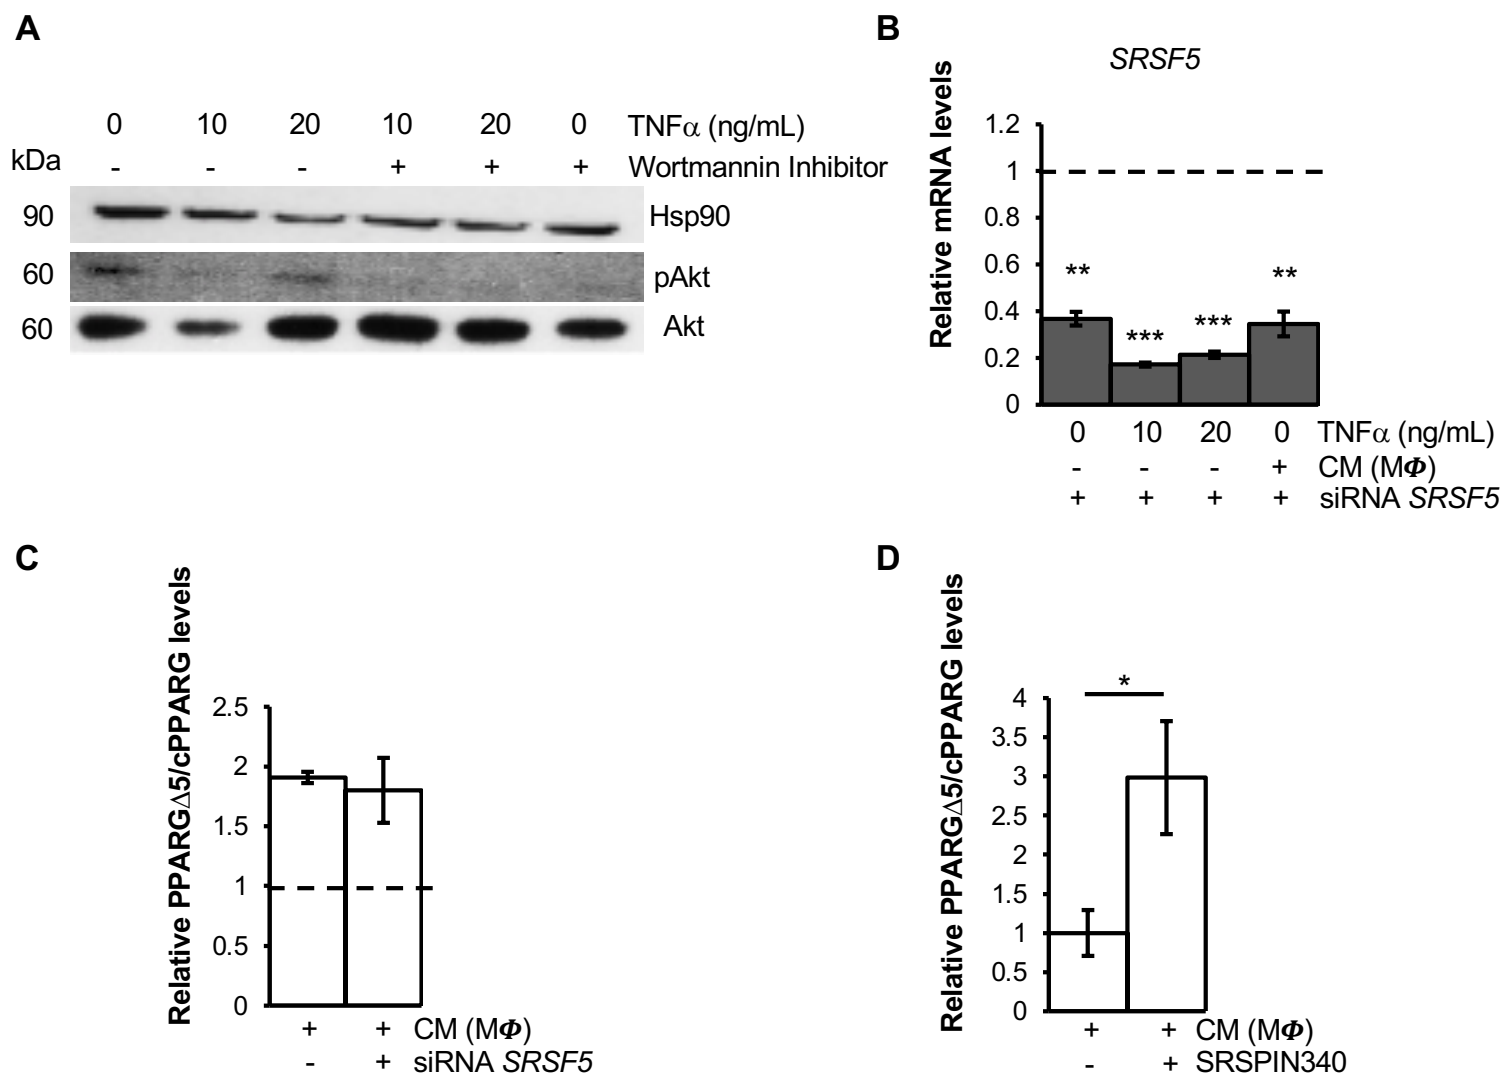 A
0 10 20 10 20 0 TNFα (ng/mL)
kDa - - - + + + Wortmannin Inhibitor
90 Hsp90
60 pAkt
60 Akt
B
SRSF5
Relative mRNA levels
1.2
1
0.8
0.6
0.4
0.2
0
** *** *** **
0 10 20 0 TNFα (ng/mL)
- - - + CM (MΦ)
+ + + + siRNA SRSF5
C
Relative PPARGΔ5/cPPARG levels
2.5
2
1.5
1
0.5
0
+ + CM (MΦ)
- + siRNA SRSF5
D
Relative PPARGΔ5/cPPARG levels
4
3.5
3
2.5
2
1.5
1
0.5
0
*
+ + CM (MΦ)
- + SRSPIN340